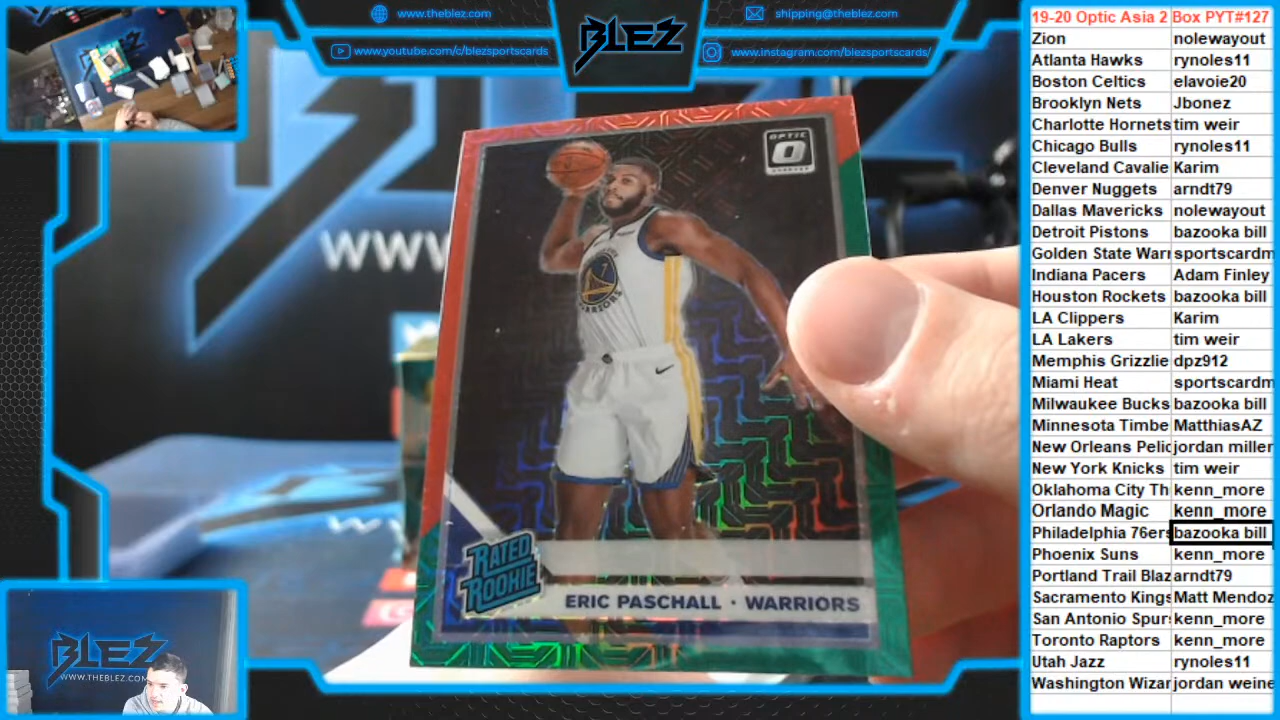 www.theblez.com
shipping@theblez.com
www.youtube.com/c/blezsportscards
www.instagram.com/blezsportscards/
BLEZ
WWW
OPTIC
WARRIORS
7
RATED
ROOKIE
ERIC PASCHALL · WARRIORS
BLEZ
WWW.THEBLEZ.COM
19-20 Optic Asia 2 Box PYT#127
Zion nolewayout
Atlanta Hawks rynoles11
Boston Celtics elavoie20
Brooklyn Nets Jbonez
Charlotte Hornets tim weir
Chicago Bulls rynoles11
Cleveland Cavalie Karim
Denver Nuggets arndt79
Dallas Mavericks nolewayout
Detroit Pistons bazooka bill
Golden State Warr sportscardm
Indiana Pacers Adam Finley
Houston Rockets bazooka bill
LA Clippers Karim
LA Lakers tim weir
Memphis Grizzlie dpz912
Miami Heat sportscardm
Milwaukee Bucks bazooka bill
Minnesota Timbe MatthiasAZ
New Orleans Pelic jordan miller
New York Knicks tim weir
Oklahoma City Th kenn_more
Orlando Magic kenn_more
Philadelphia 76ers bazooka bill
Phoenix Suns kenn_more
Portland Trail Blaz arndt79
Sacramento Kings Matt Mendoz
San Antonio Spurs kenn_more
Toronto Raptors kenn_more
Utah Jazz rynoles11
Washington Wizar jordan weine